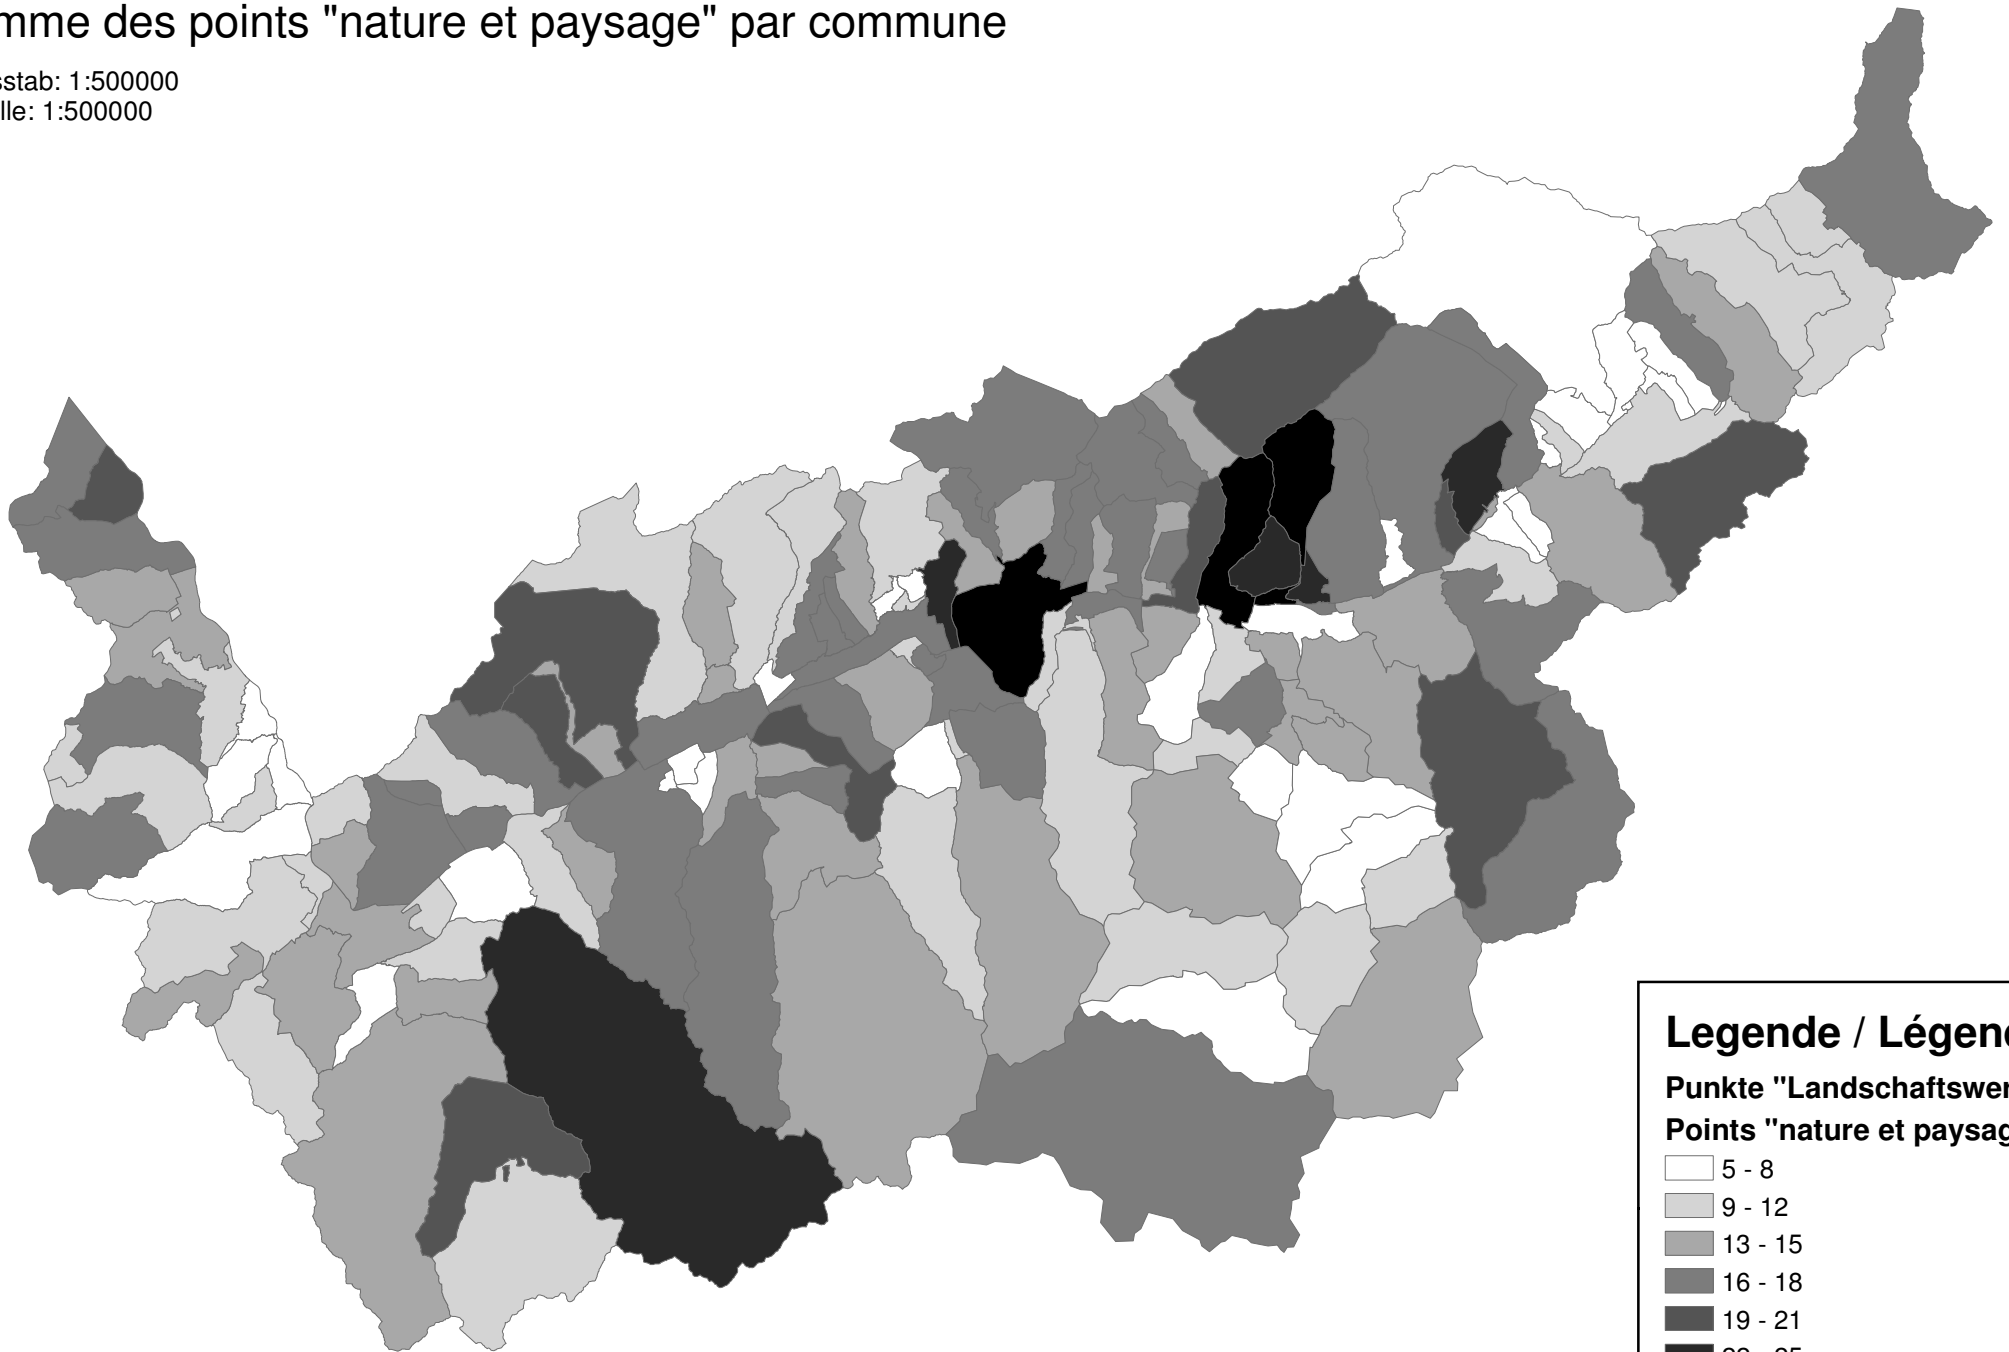 mme des points "nature et paysage" par commune
sstab: 1:500000
lle: 1:500000
Legende / Légend
Punkte "Landschaftswer
Points "nature et paysag
5 - 8
9 - 12
13 - 15
16 - 18
19 - 21